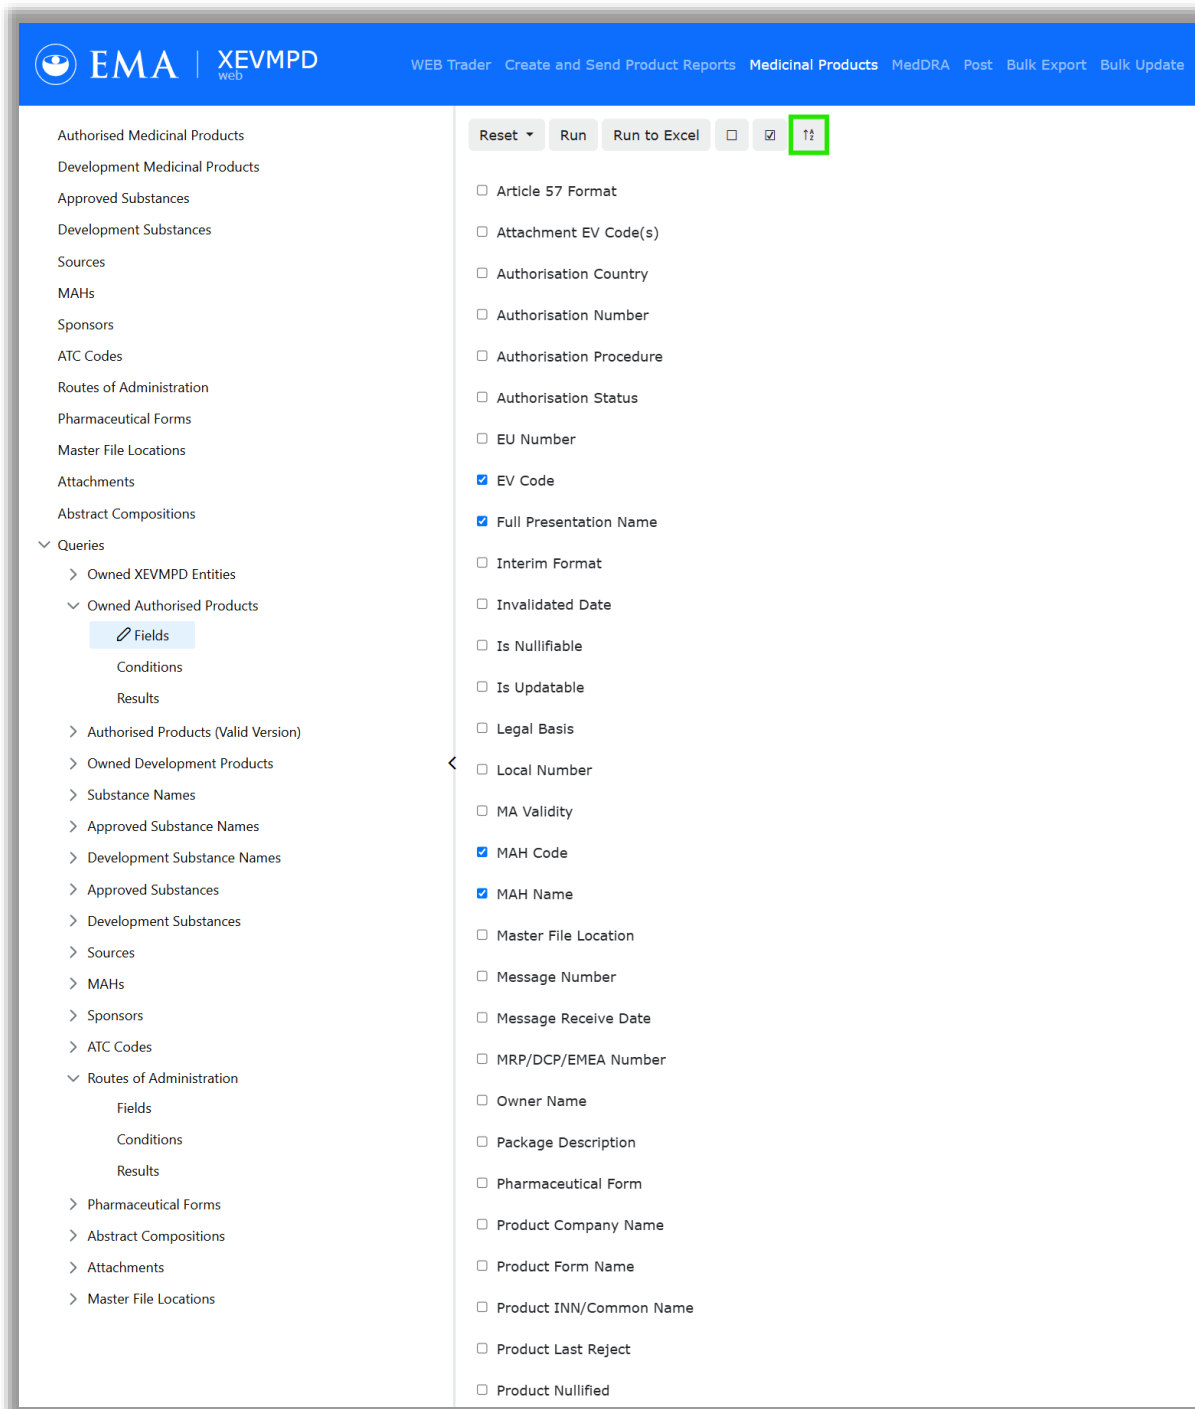 EMA | XEVMPD
web
WEB Trader Create and Send Product Reports Medicinal Products MedDRA Post Bulk Export Bulk Update
Authorised Medicinal Products
Development Medicinal Products
Approved Substances
Development Substances
Sources
MAHs
Sponsors
ATC Codes
Routes of Administration
Pharmaceutical Forms
Master File Locations
Attachments
Abstract Compositions
Queries
Owned XEVMPD Entities
Owned Authorised Products
Fields
Conditions
Results
Authorised Products (Valid Version)
Owned Development Products
Substance Names
Approved Substance Names
Development Substance Names
Approved Substances
Development Substances
Sources
MAHs
Sponsors
ATC Codes
Routes of Administration
Fields
Conditions
Results
Pharmaceutical Forms
Abstract Compositions
Attachments
Master File Locations
Reset Run Run to Excel
Article 57 Format
Attachment EV Code(s)
Authorisation Country
Authorisation Number
Authorisation Procedure
Authorisation Status
EU Number
EV Code
Full Presentation Name
Interim Format
Invalidated Date
Is Nullifiable
Is Updatable
Legal Basis
Local Number
MA Validity
MAH Code
MAH Name
Master File Location
Message Number
Message Receive Date
MRP/DCP/EMEA Number
Owner Name
Package Description
Pharmaceutical Form
Product Company Name
Product Form Name
Product INN/Common Name
Product Last Reject
Product Nullified